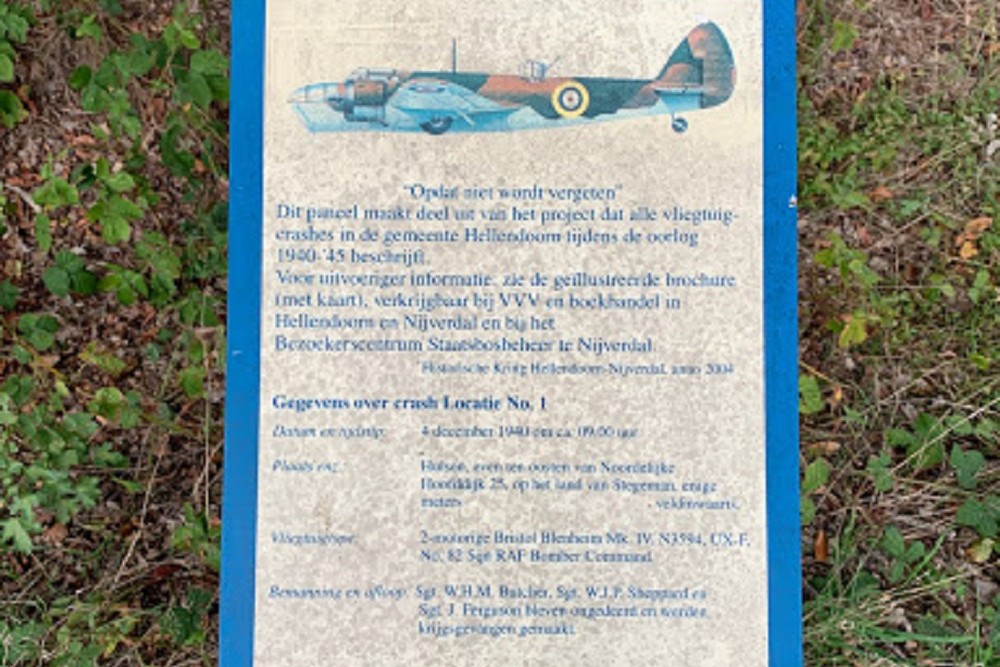 "Opdat niet wordt vergeten"
Dit paneel maakt deel uit van het project dat alle vliegtuig-
crashes in de gemeente Hellendoorn tijdens de oorlog
1940-'45 beschrijft.
Voor uitvoeriger informatie, zie de geïllustreerde brochure
(met kaart), verkrijgbaar bij VVV en boekhandel in
Hellendoorn en Nijverdal en bij het
Bezoekerscentrum Staatsbosbeheer te Nijverdal.
Historische Kring Hellendoorn-Nijverdal, anno 2004
Gegevens over crash Locatie No. 1
Datum en tijdstip: 4 december 1940 om ca. 09.00 uur
Plaats enz. Hulsen, even ten oosten van Noordelijke
Hoofddijk 25, op het land van Stegeman, enige
meters veldinwaarts.
Vliegtuigtype: 2-motorige Bristol Blenheim Mk. IV, N3594, UX-F,
No. 82 Sqn RAF Bomber Command
Bemanning en afloop: Sgt. W.H.M. Butcher, Sgt. W.J.P. Sheppard en
Sgt. J. Ferguson bleven ongedeerd en werden
krijgsgevangen gemaakt.